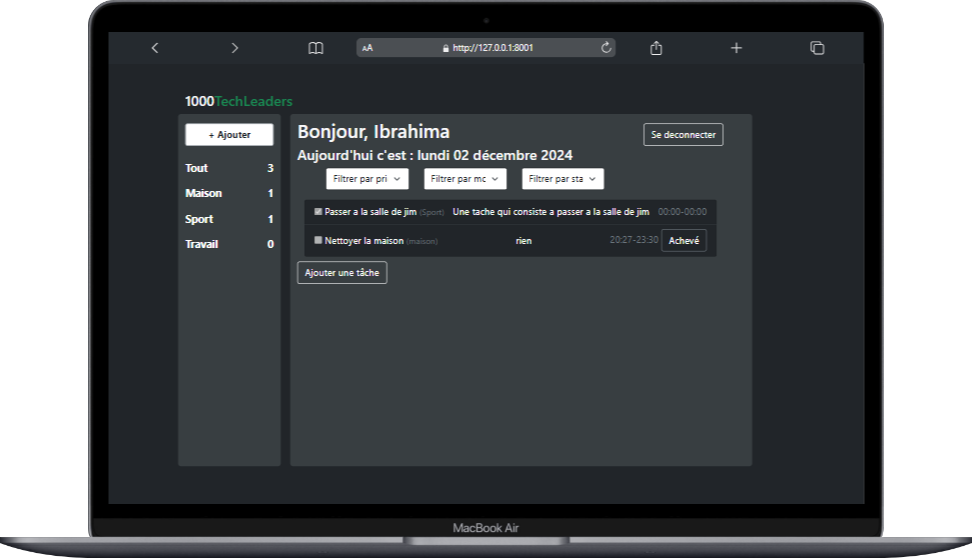 AA http://127.0.0.1:8001
1000TechLeaders
+ Ajouter
Tout 3
Maison 1
Sport 1
Travail 0
Bonjour, Ibrahima
Se deconnecter
Aujourd'hui c'est : lundi 02 décembre 2024
Filtrer par pri Filtrer par mc Filtrer par sta
Passer a la salle de jim (Sport) Une tache qui consiste a passer a la salle de jim 00:00-00:00
Nettoyer la maison (maison) rien 20:27-23:30 Achevé
Ajouter une tâche
MacBook Air